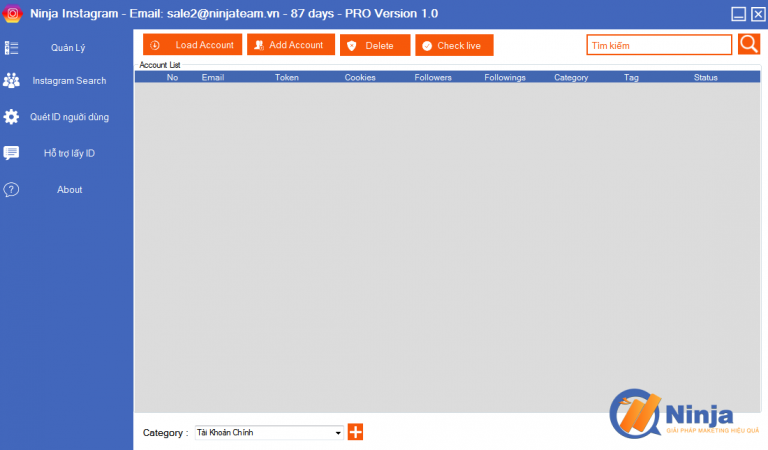 Ninja Instagram - Email: sale2@ninjateam.vn - 87 days - PRO Version 1.0
Quản Lý
Instagram Search
Quét ID người dùng
Hỗ trợ lấy ID
About
Load Account
Add Account
Delete
Check live
Tìm kiếm
Account List
No Email Token Cookies Followers Followings Category Tag Status
Category : Tài Khoản Chính
Ninja
GIẢI PHÁP MAKETING HIỆU QUẢ